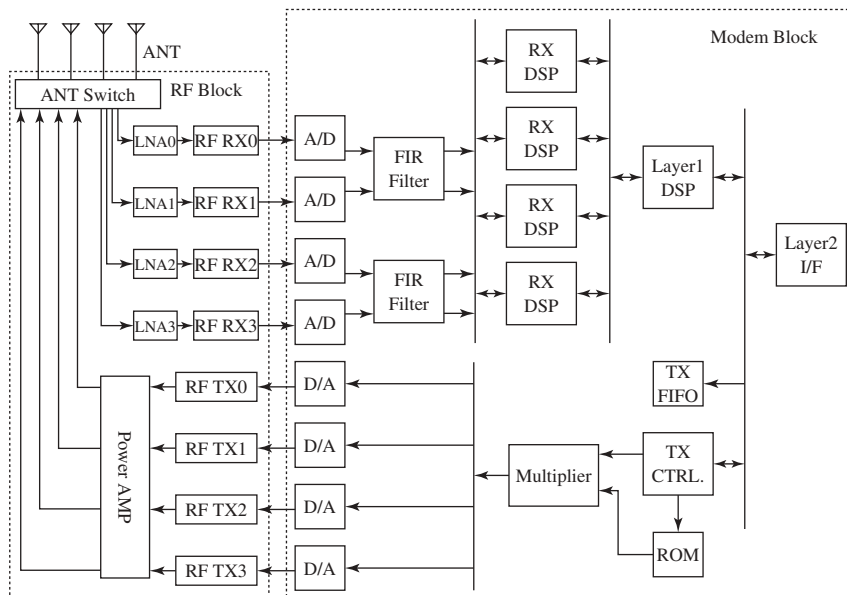 ANT
Modem Block
RF Block
ANT Switch
LNA0
RF RX0
A/D
LNA1
RF RX1
A/D
LNA2
RF RX2
A/D
LNA3
RF RX3
A/D
FIR
Filter
FIR
Filter
RX
DSP
RX
DSP
RX
DSP
RX
DSP
Layer1
DSP
Layer2
I/F
Power AMP
RF TX0
D/A
RF TX1
D/A
RF TX2
D/A
RF TX3
D/A
Multiplier
TX
FIFO
TX
CTRL.
ROM